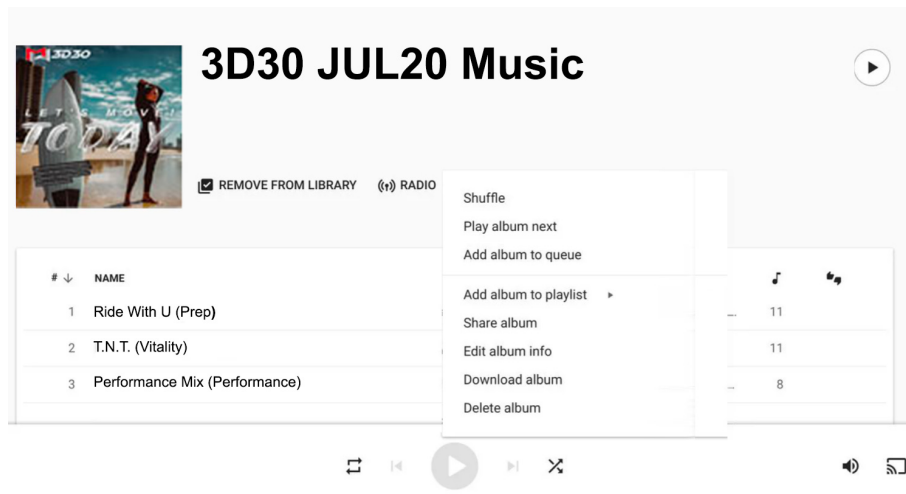 3D30
LET'S MOVE!
TODAY
3D30 JUL20 Music
REMOVE FROM LIBRARY
RADIO
Shuffle
Play album next
Add album to queue
Add album to playlist
Share album
Edit album info
Download album
Delete album
# NAME
1 Ride With U (Prep) 11
2 T.N.T. (Vitality) 11
3 Performance Mix (Performance) 8